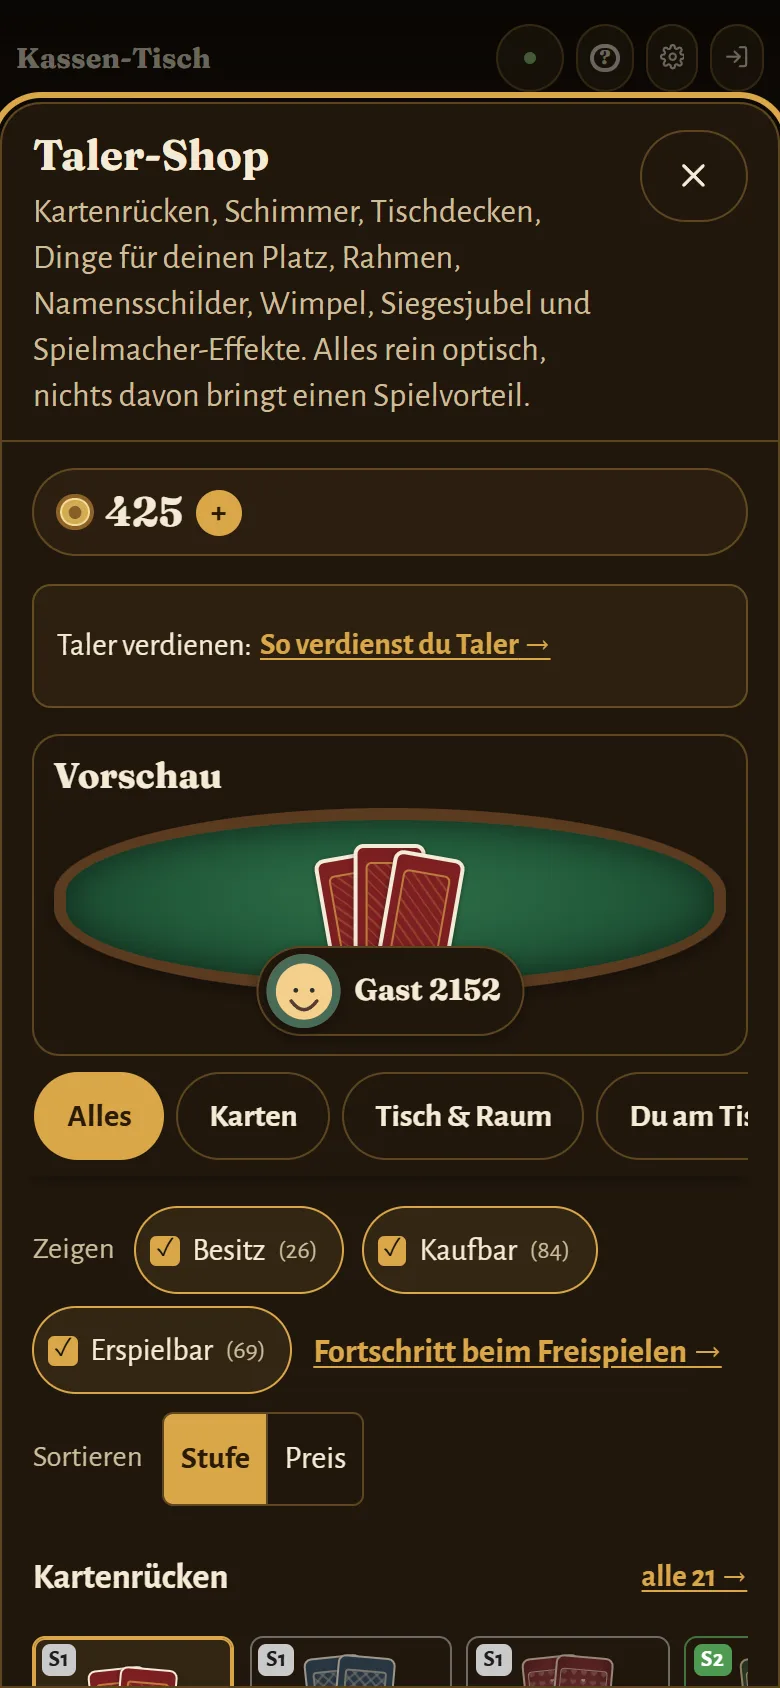 Kassen-Tisch
Taler-Shop
Kartenrücken, Schimmer, Tischdecken,
Dinge für deinen Platz, Rahmen,
Namensschilder, Wimpel, Siegesjubel und
Spielmacher-Effekte. Alles rein optisch,
nichts davon bringt einen Spielvorteil.
425 +
Taler verdienen: So verdienst du Taler →
Vorschau
Gast 2152
Alles Karten Tisch & Raum Du am Tis
Zeigen Besitz (26) Kaufbar (84)
Erspielbar (69) Fortschritt beim Freispielen →
Sortieren Stufe Preis
Kartenrücken alle 21 →
S1 S1 S1 S2